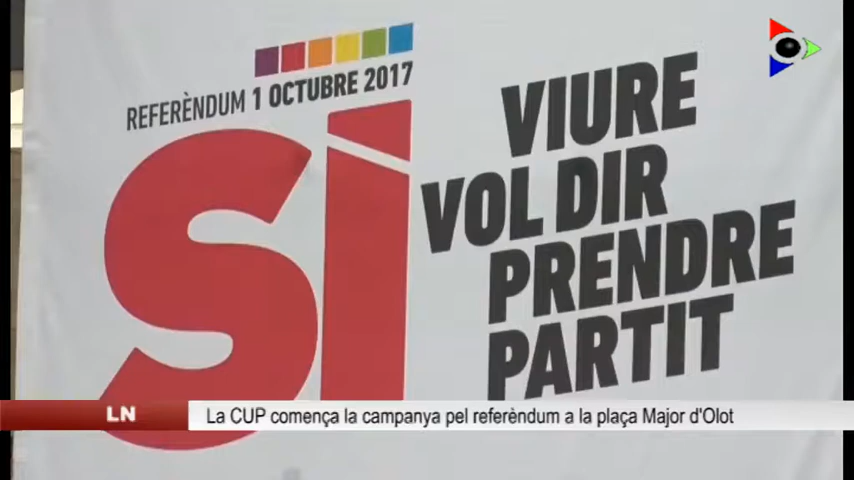 REFERÈNDUM 1 OCTUBRE 2017
SÍ
VIURE
VOL DIR
PRENDRE
PARTIT
LN
La CUP comença la campanya pel referèndum a la plaça Major d'Olot